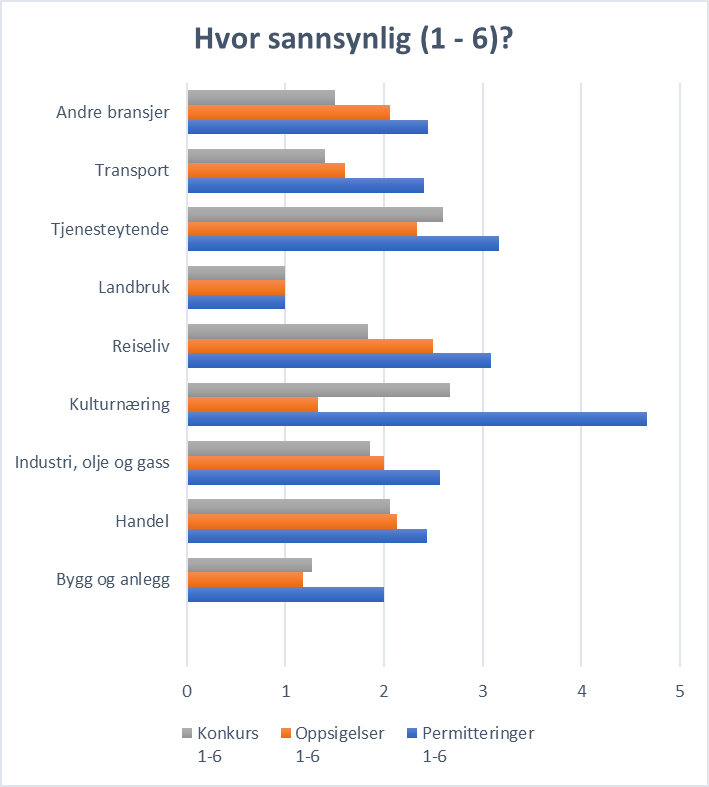 Hvor sannsynlig (1 - 6)?
Andre bransjer
Transport
Tjenesteytende
Landbruk
Reiseliv
Kulturnæring
Industri, olje og gass
Handel
Bygg og anlegg
0 1 2 3 4 5
Konkurs Oppsigelser Permitteringer
1-6 1-6 1-6